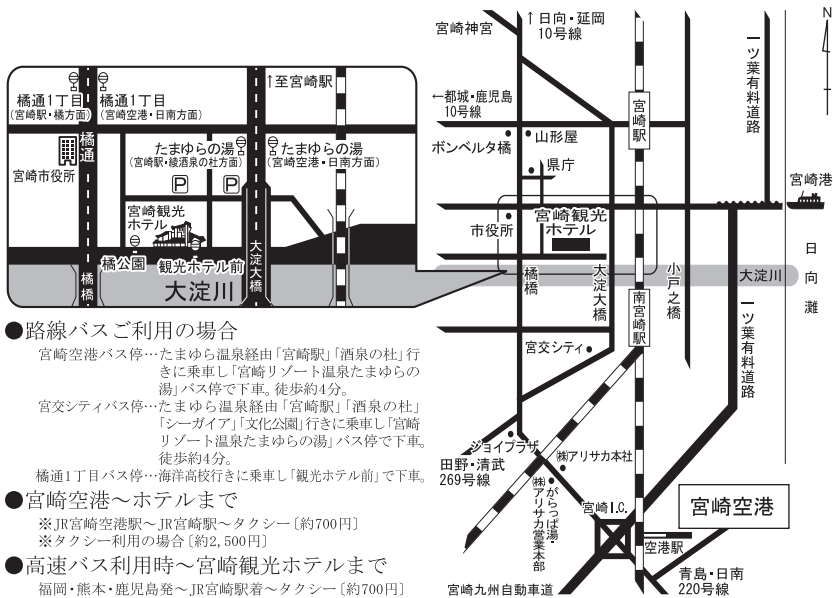 橘通1丁目
(宮崎駅・橘方面)
橘通1丁目
(宮崎空港・日南方面)
↑至宮崎駅
橘通
宮崎市役所
たまゆらの湯
(宮崎駅・綾酒泉の杜方面)
たまゆらの湯
(宮崎空港・日南方面)
P
P
宮崎観光
ホテル
橘公園
観光ホテル前
橘橋
大淀大橋
大淀川
●路線バスご利用の場合
宮崎空港バス停…たまゆら温泉経由「宮崎駅」「酒泉の杜」行
きに乗車し「宮崎リゾート温泉たまゆらの
湯」バス停で下車。徒歩約4分。
宮交シティバス停…たまゆら温泉経由「宮崎駅」「酒泉の杜」
「シーガイア」「文化公園」行きに乗車し「宮崎
リゾート温泉たまゆらの湯」バス停で下車。
徒歩約4分。
橘通1丁目バス停…海洋高校行きに乗車し「観光ホテル前」で下車。
●宮崎空港～ホテルまで
※JR宮崎空港駅～JR宮崎駅～タクシー〔約700円〕
※タクシー利用の場合〔約2,500円〕
●高速バス利用時～宮崎観光ホテルまで
福岡・熊本・鹿児島発～JR宮崎駅着～タクシー〔約700円〕
宮崎神宮
↑日向・延岡
10号線
N
一ツ葉有料道路
←都城・鹿児島
10号線
宮崎駅
ボンベルタ橘
山形屋
県庁
宮崎港
市役所
宮崎観光
ホテル
橘橋
大淀大橋
小戸之橋
大淀川
日向灘
南宮崎駅
一ツ葉有料道路
宮交シティ
ジョイプラザ
田野・清武
269号線
㈱アリサカ本社
がらっぱ湯・
㈱アリサカ営業本部
宮崎I.C.
宮崎空港
空港駅
青島・日南
220号線
宮崎九州自動車道